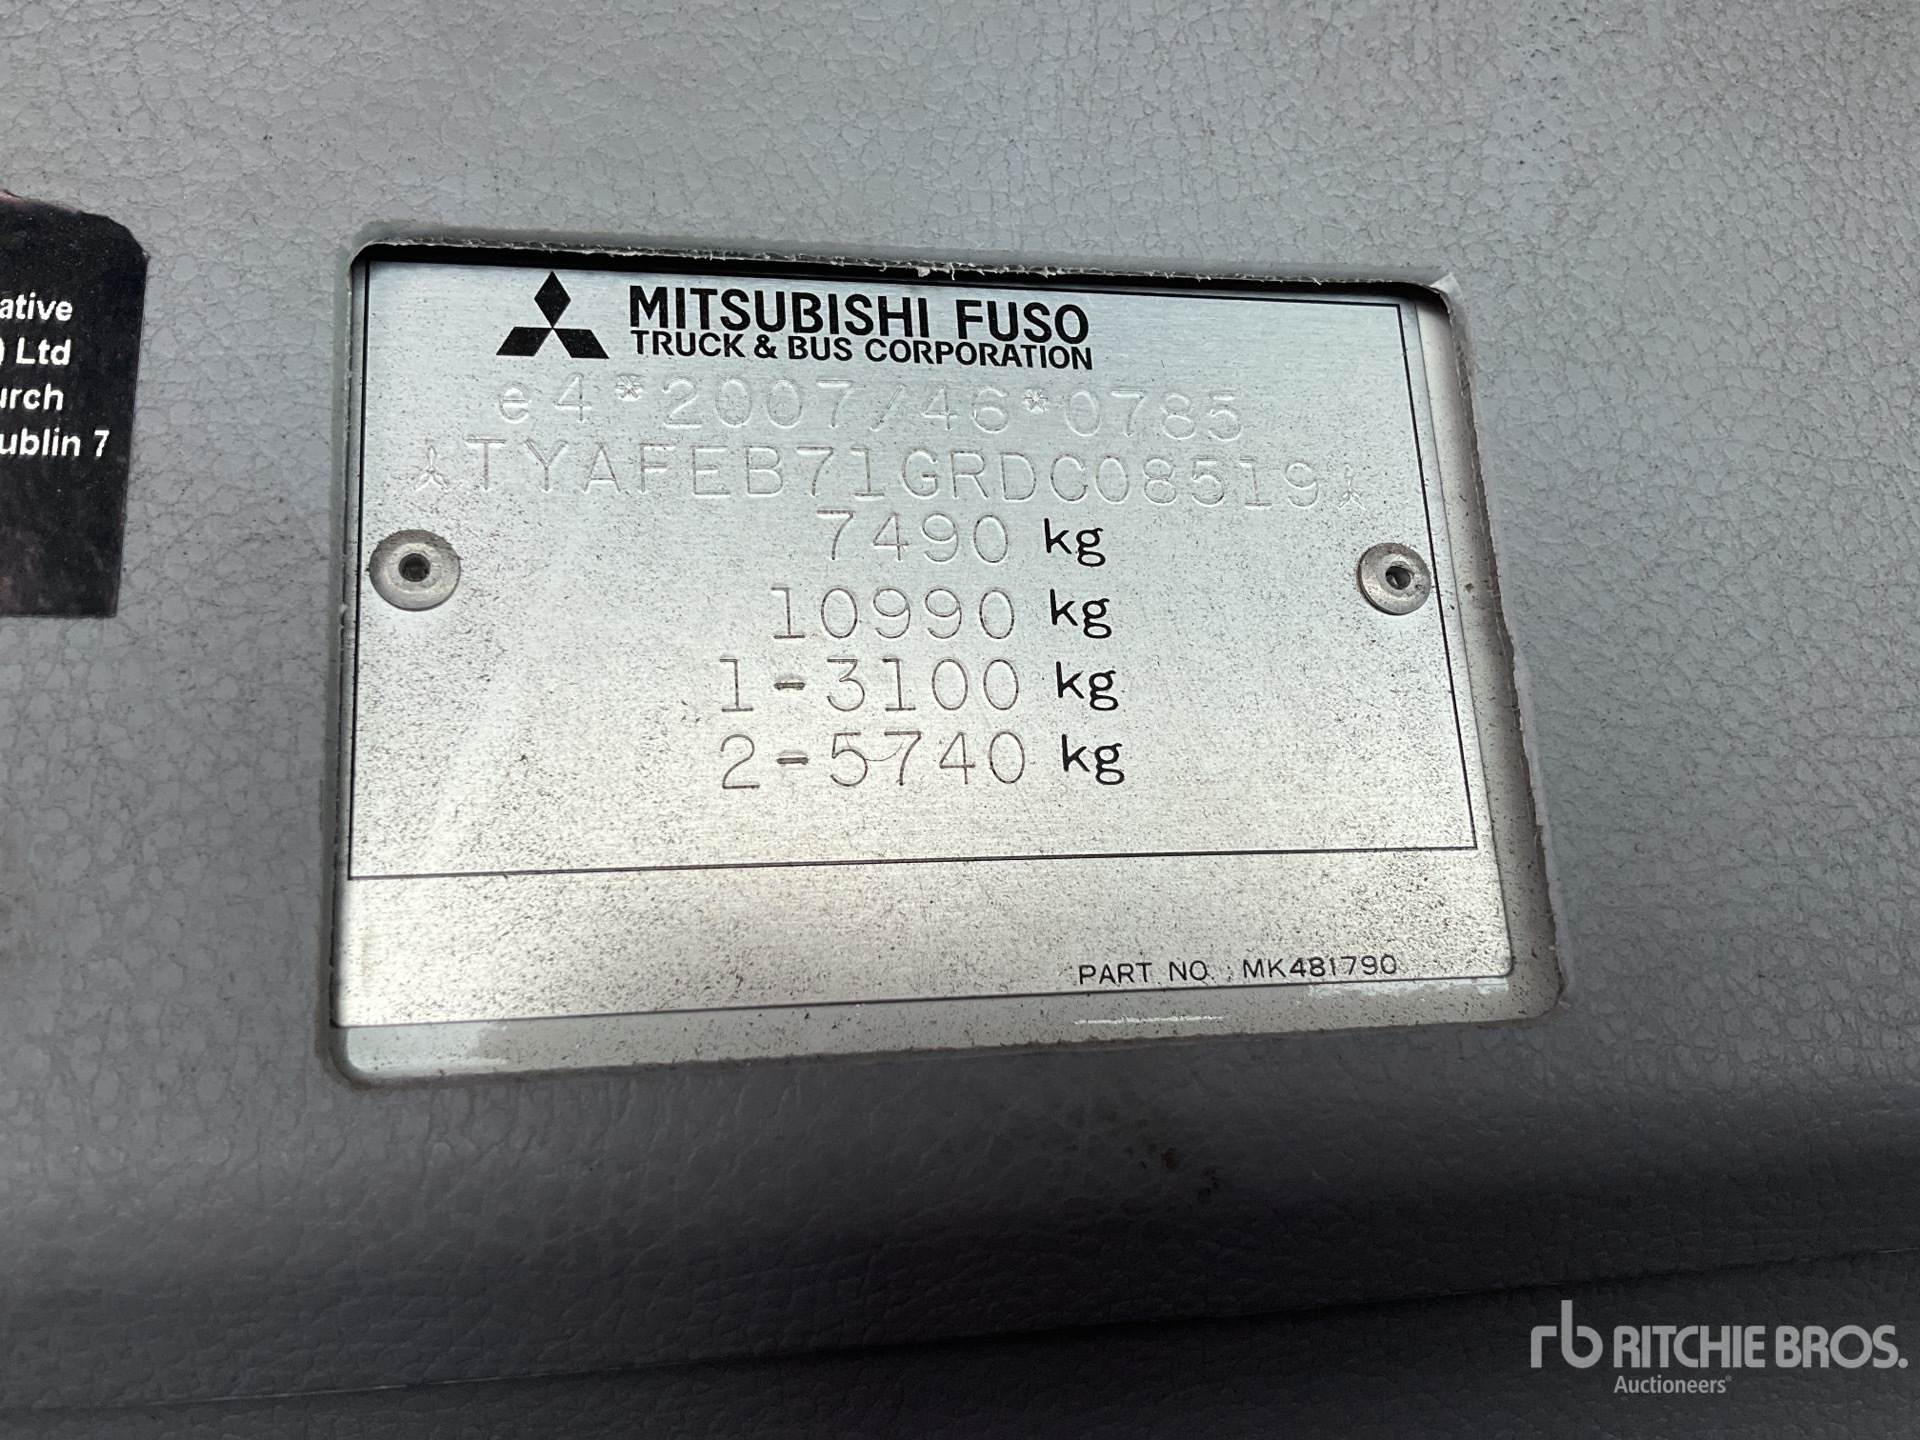 ative
) Ltd
urch
ublin 7
MITSUBISHI FUSO
TRUCK & BUS CORPORATION
e4*2007/46*0785
TYAFEB71GRDC08519
7490 kg
10990 kg
1-3100 kg
2-5740 kg
PART NO. : MK481790
rb RITCHIE BROS.
Auctioneers®